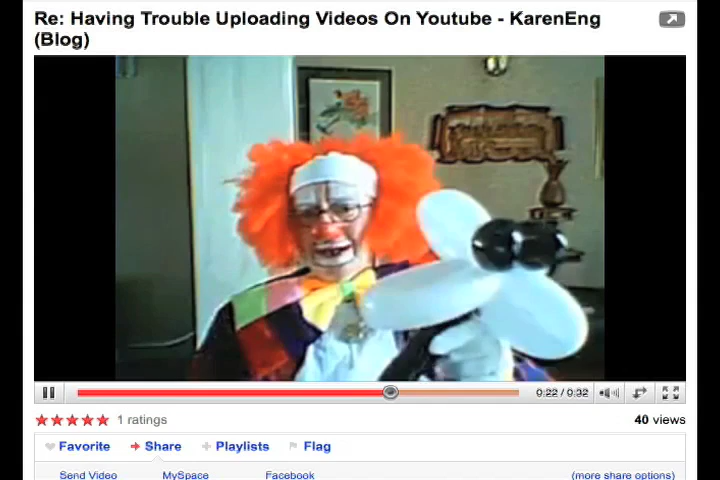 Re: Having Trouble Uploading Videos On Youtube - KarenEng
(Blog)
0:22 / 0:32
1 ratings
40 views
Favorite
Share
Playlists
Flag
Send Video
MySpace
Facebook
(more share options)